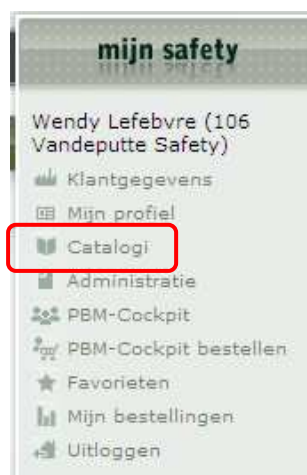 mijn safety
Wendy Lefebvre (106
Vandeputte Safety)
Klantgegevens
Mijn profiel
Catalogi
Administratie
PBM-Cockpit
PBM-Cockpit bestellen
Favorieten
Mijn bestellingen
Uitloggen